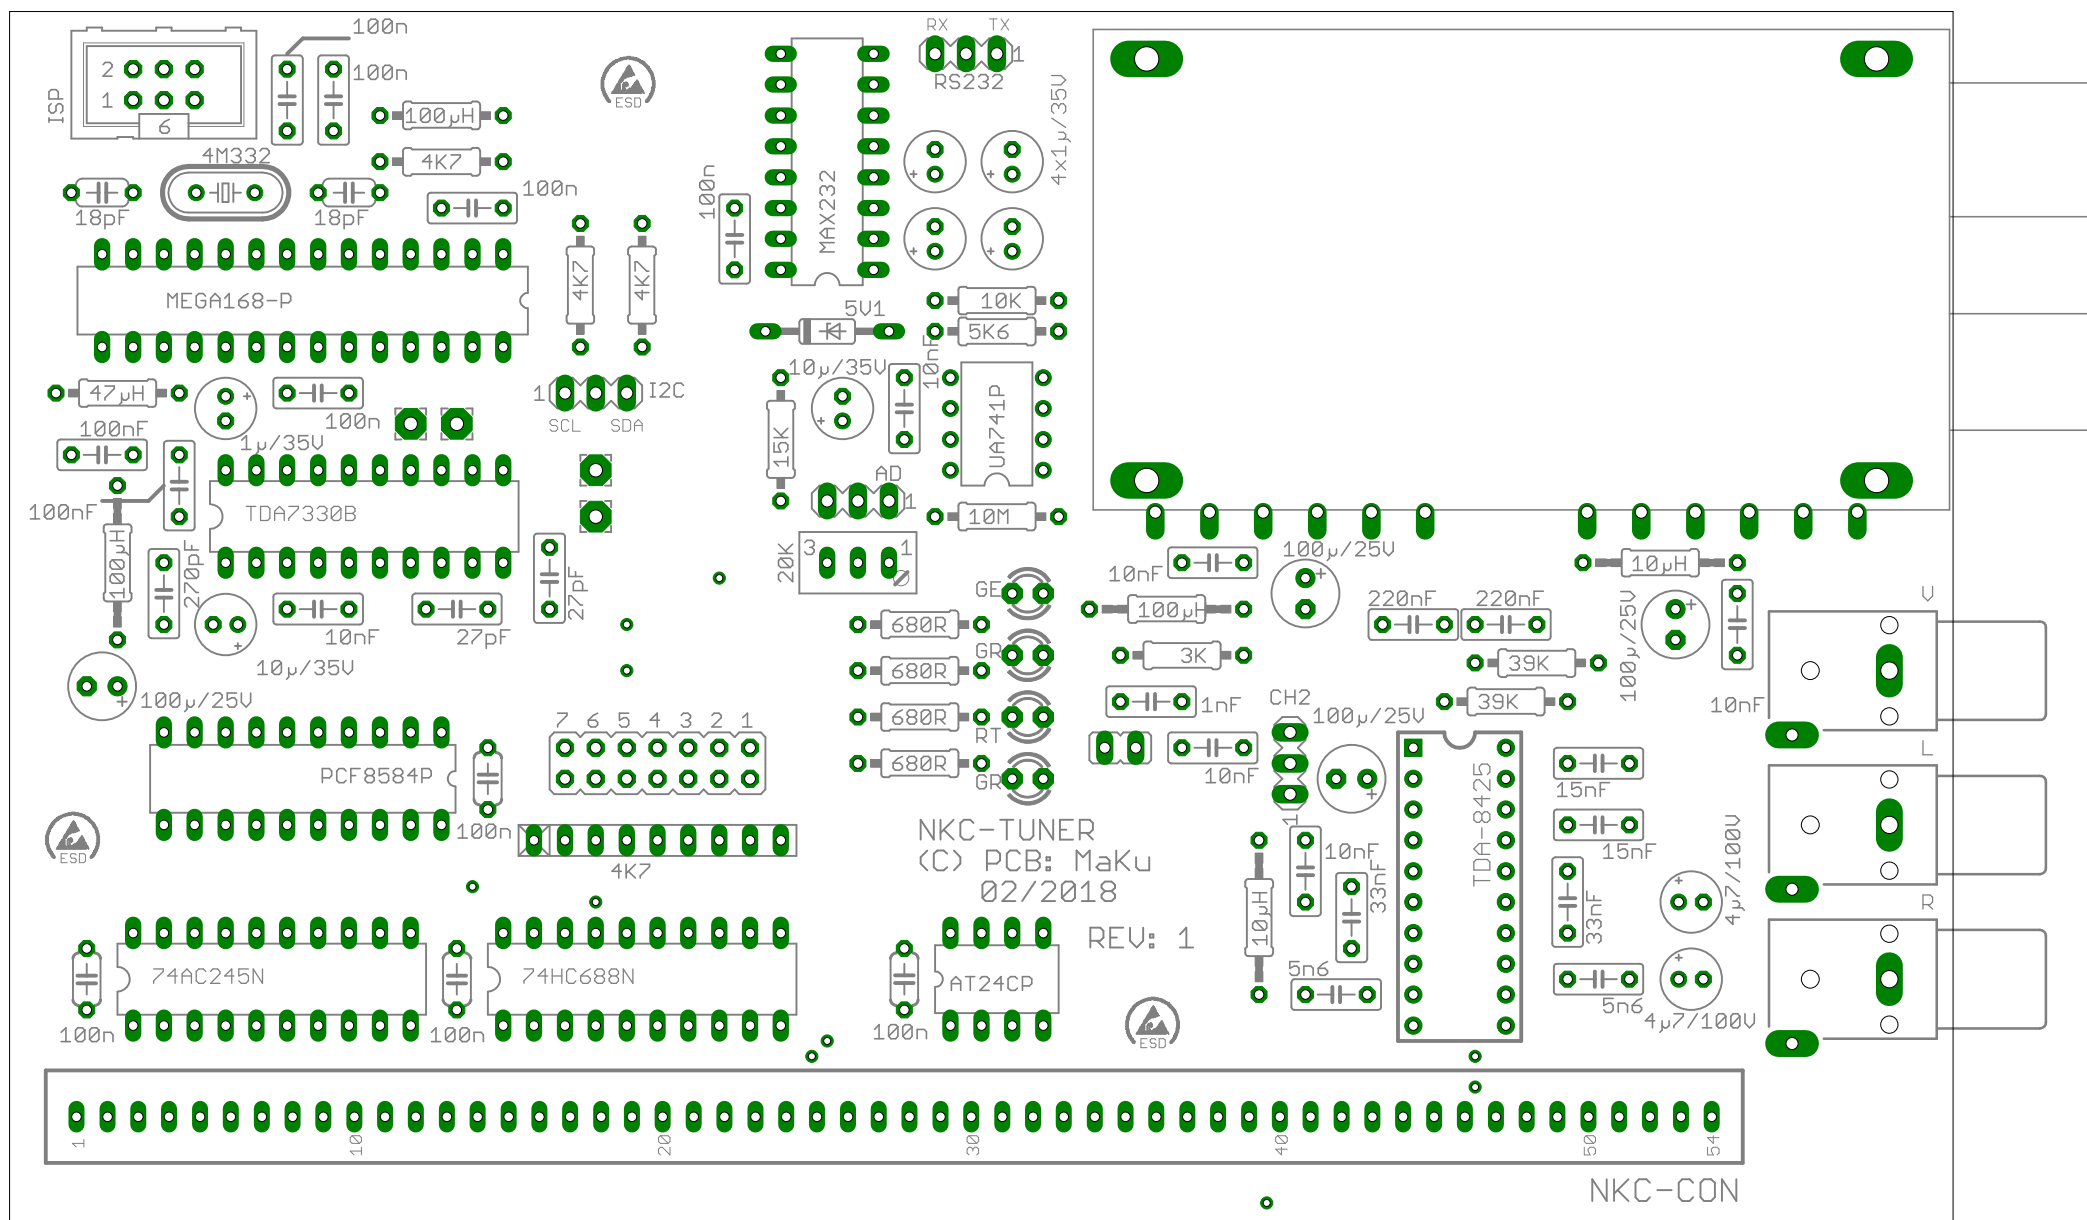 100n
RX TX
2
1
ISP
6
100n
ESD
1
RS232
4x1µ/35V
100µH
4M332
4K7
18pF
18pF
100n
100n
MAX232
4K7
4K7
MEGA168-P
10K
5V1
5K6
10nF
10µ/35V
47µH
1
I2C
SCL SDA
100n
UA741P
100nF
1µ/35V
15K
AD
1
100nF
TDA7330B
10M
3 1
20K
100µH
270pF
27pF
100µ/25V
10nF
10µH
GE
100µH
220nF
220nF
V
10nF
27pF
680R
10µ/35V
GR
680R
3K
39K
100µ/25V
100µ/25V
1nF
CH2
39K
10nF
7 6 5 4 3 2 1
680R
RT
100µ/25V
L
PCF8584P
680R
GR
10nF
15nF
100n
1
TDA-8425
ESD
NKC-TUNER
(C) PCB: MaKu
02/2018
4K7
10nF
15nF
4µ7/100V
33nF
33nF
R
REV: 1
10µH
74AC245N
74HC688N
AT24CP
5n6
5n6
4µ7/100V
100n
100n
100n
ESD
1 10 20 30 40 50 54
NKC-CON